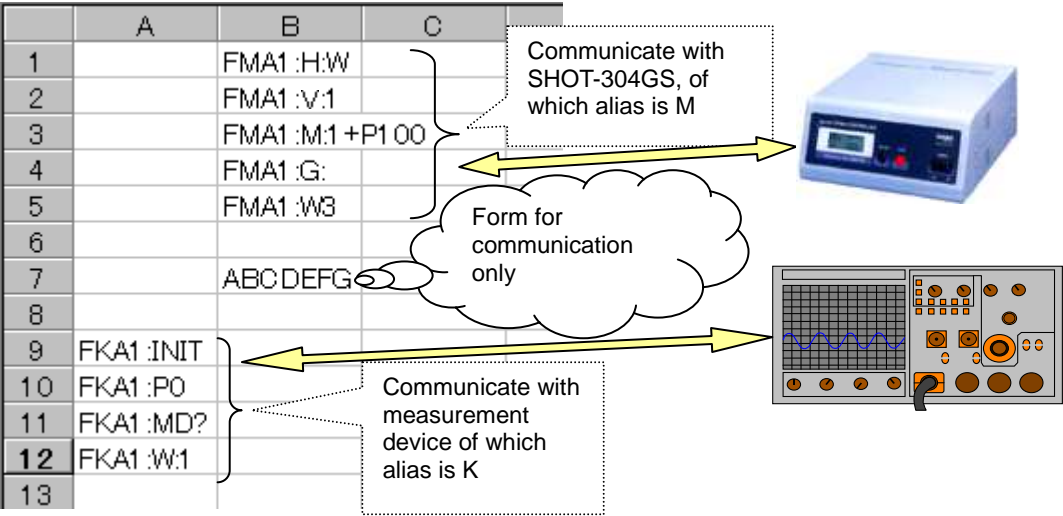 A B C
1 FMA1:H:W
2 FMA1:V:1
3 FMA1:M:1+P100
4 FMA1:G:
5 FMA1:W3
6
7 ABCDEFG
8
9 FKA1:INIT
10 FKA1:P0
11 FKA1:MD?
12 FKA1:W:1
13
Communicate with
SHOT-304GS, of
which alias is M
Form for
communication
only
Communicate with
measurement
device of which
alias is K